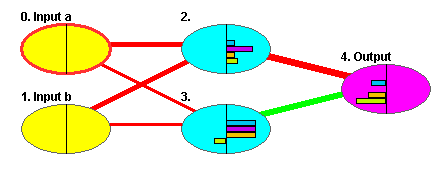 0. Input a
2.
4. Output
1. Input b
3.